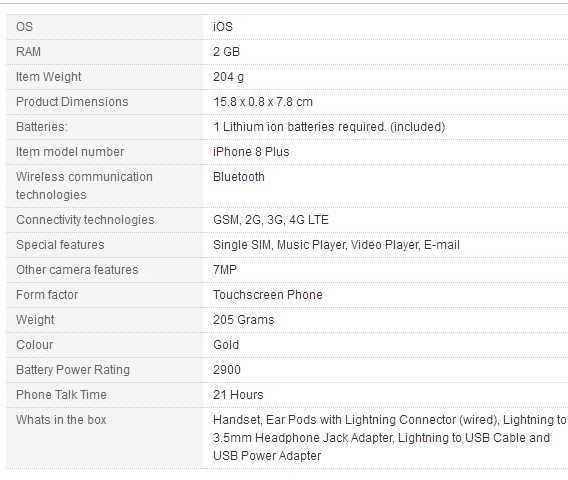 OS iOS
RAM 2 GB
Item Weight 204 g
Product Dimensions 15.8 x 0.8 x 7.8 cm
Batteries: 1 Lithium ion batteries required. (included)
Item model number iPhone 8 Plus
Wireless communication Bluetooth
technologies
Connectivity technologies GSM, 2G, 3G, 4G LTE
Special features Single SIM, Music Player, Video Player, E-mail
Other camera features 7MP
Form factor Touchscreen Phone
Weight 205 Grams
Colour Gold
Battery Power Rating 2900
Phone Talk Time 21 Hours
Whats in the box Handset, Ear Pods with Lightning Connector (wired), Lightning to
3.5mm Headphone Jack Adapter, Lightning to USB Cable and
USB Power Adapter